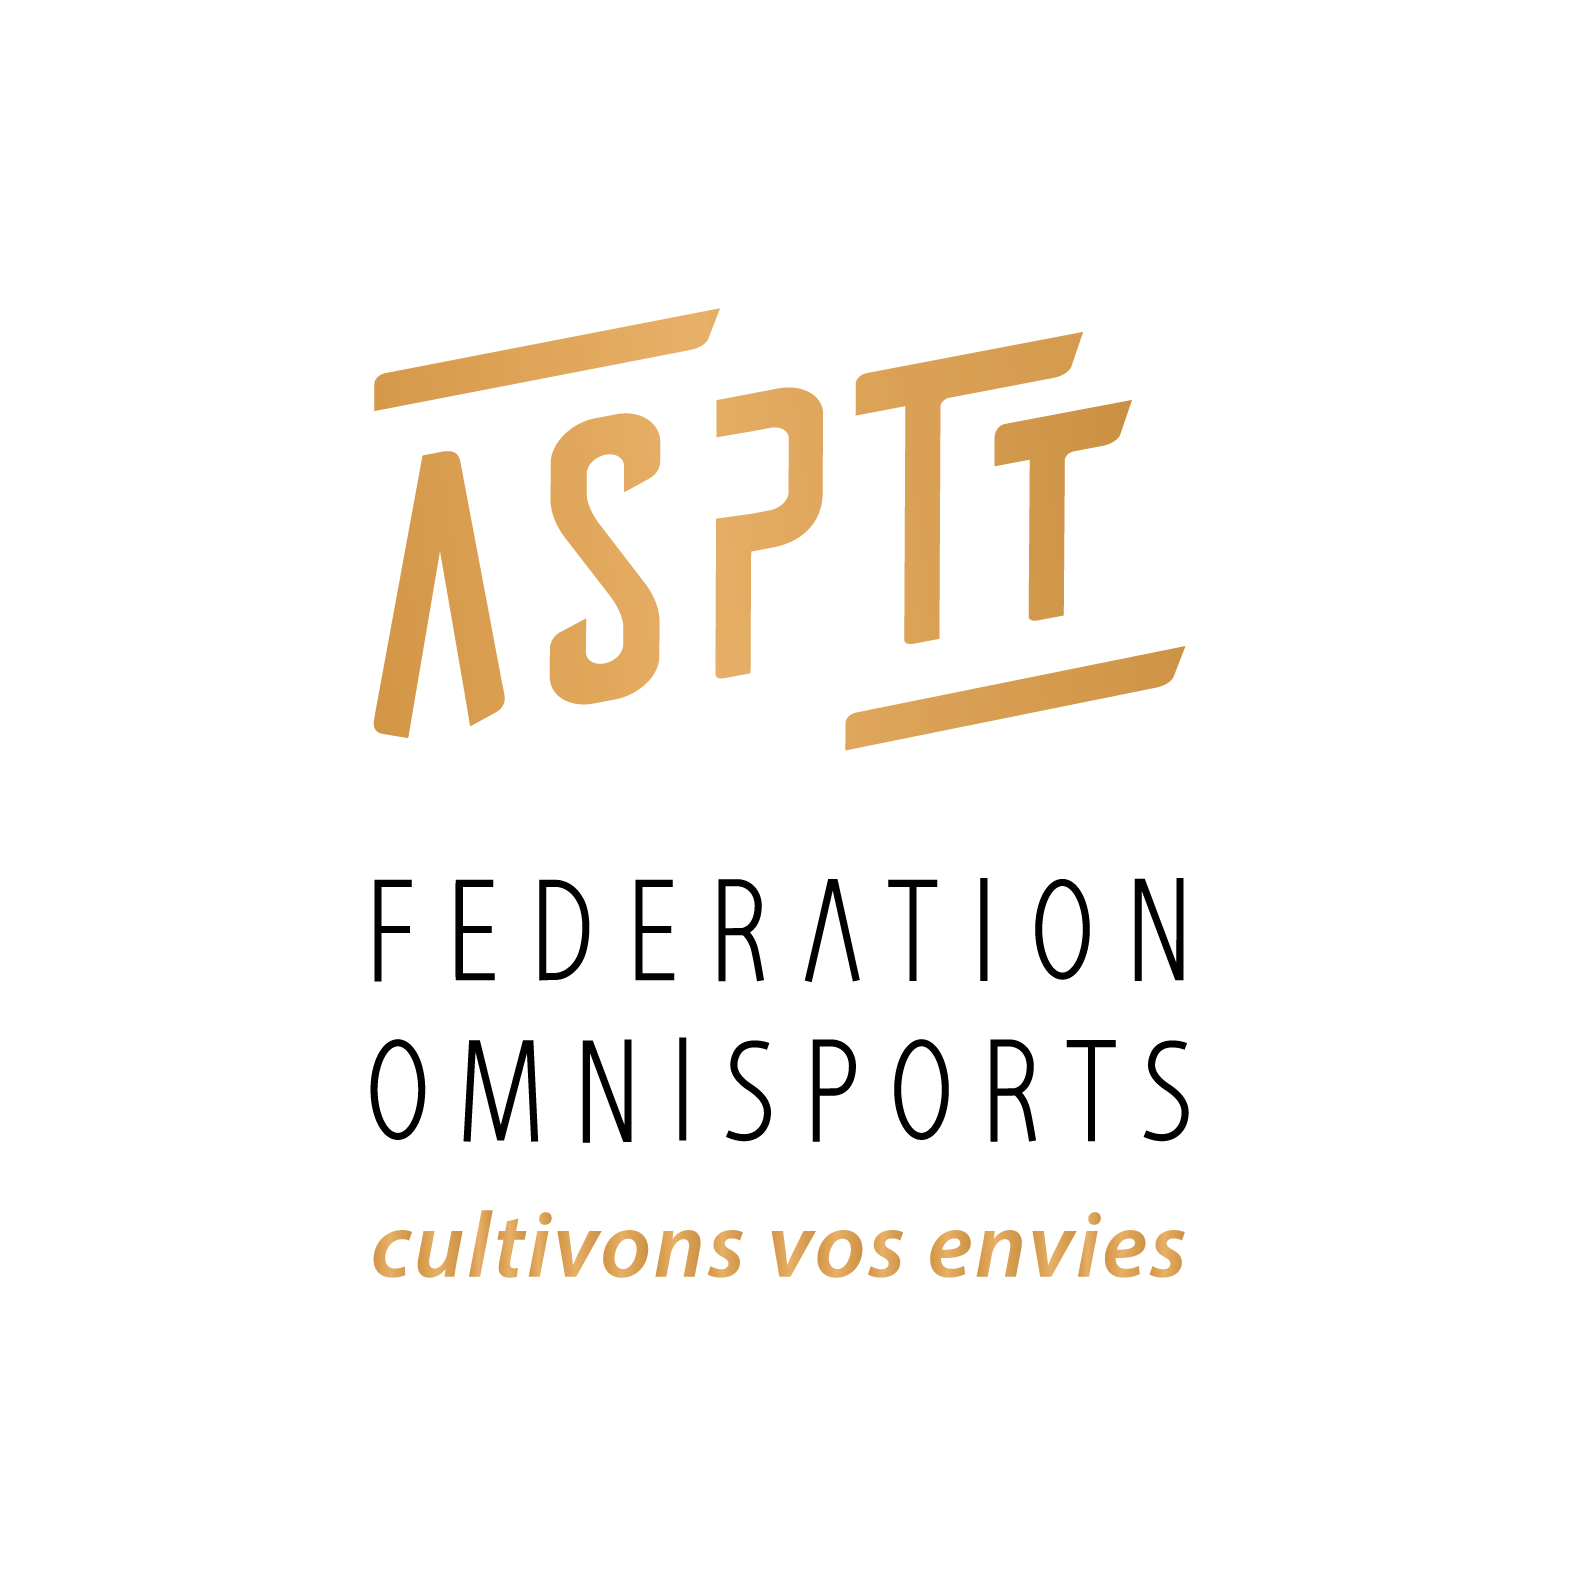 ASPTT
FEDERATION
OMNISPORTS
cultivons vos envies